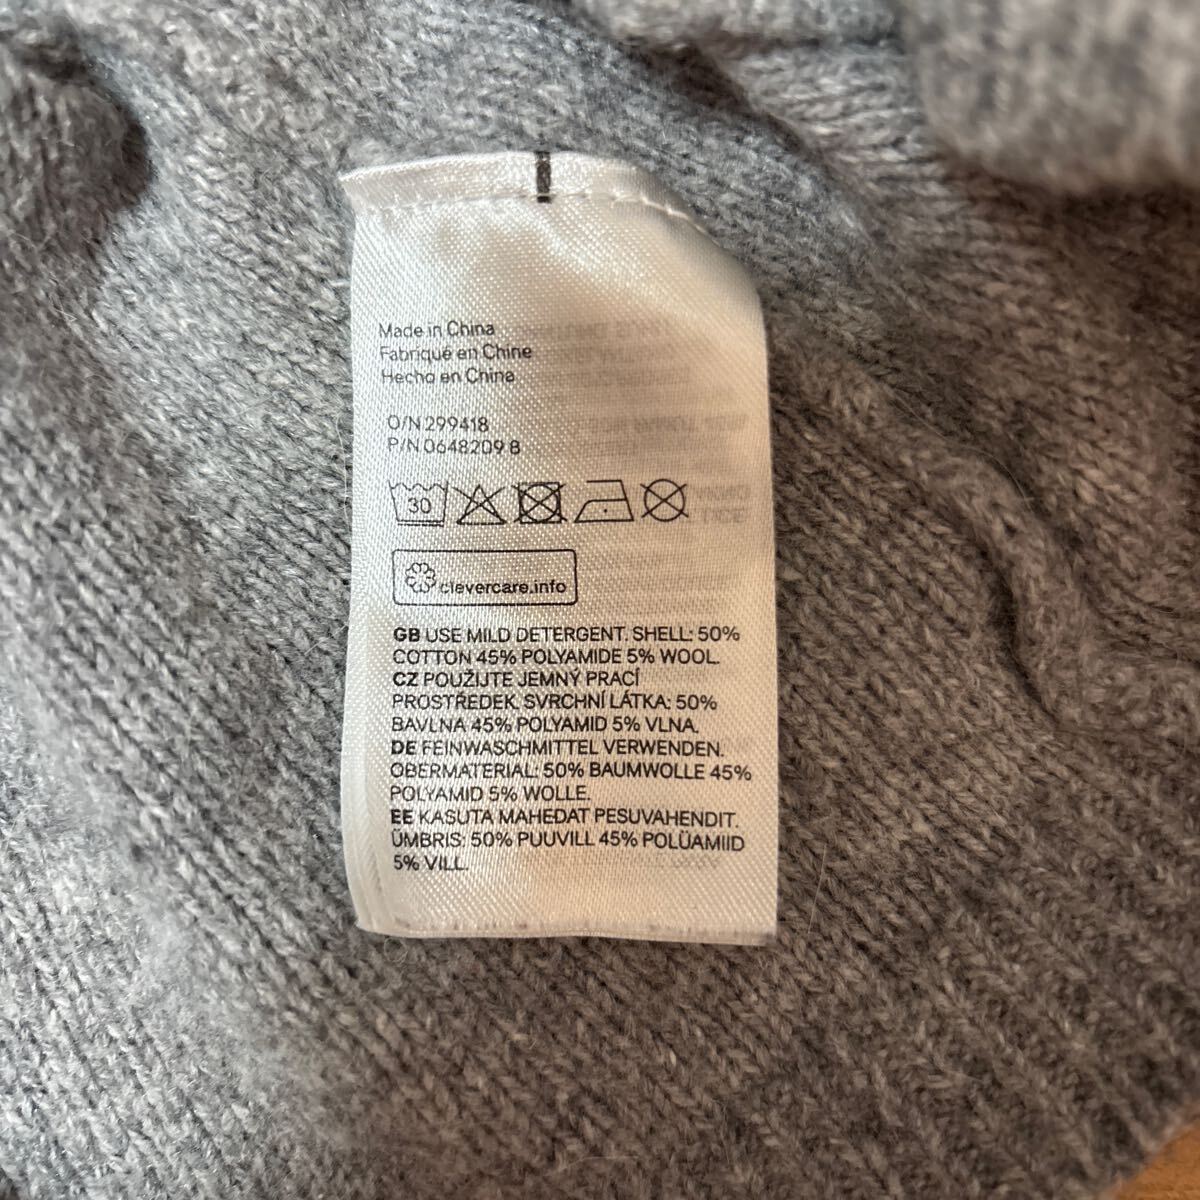 Made in China
Fabriqué en Chine
Hecho en China
O/N 299418
P/N 0648209 8
30
clevercare.info
GB USE MILD DETERGENT. SHELL: 50%
COTTON 45% POLYAMIDE 5% WOOL.
CZ POUŽIJTE JEMNÝ PRACÍ
PROSTŘEDEK. SVRCHNÍ LÁTKA: 50%
BAVLNA 45% POLYAMID 5% VLNA.
DE FEINWASCHMITTEL VERWENDEN.
OBERMATERIAL: 50% BAUMWOLLE 45%
POLYAMID 5% WOLLE.
EE KASUTA MAHEDAT PESUVAHENDIT.
ÜMBRIS: 50% PUUVILL 45% POLÜAMIID
5% VILL.